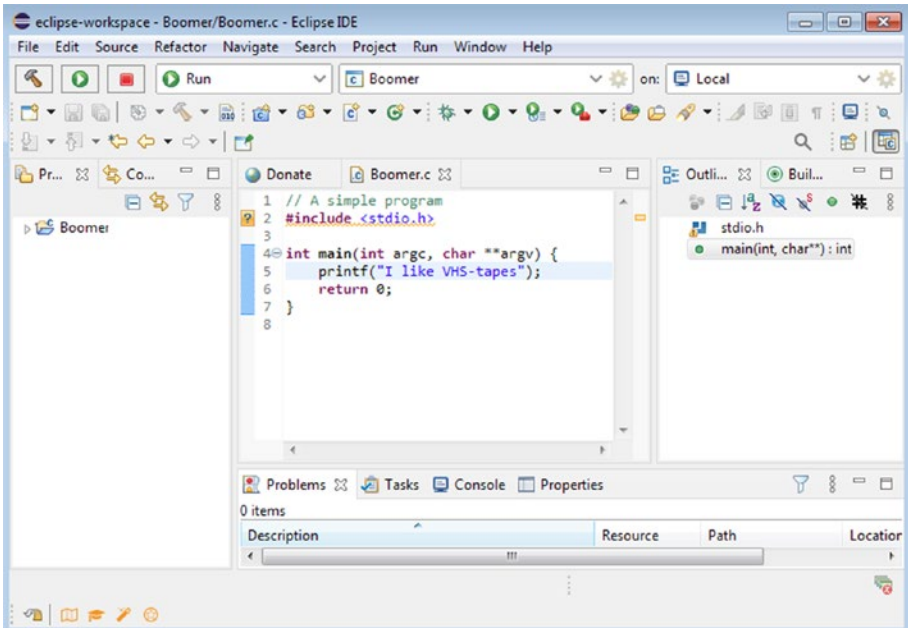 eclipse-workspace - Boomer/Boomer.c - Eclipse IDE
File Edit Source Refactor Navigate Search Project Run Window Help
Run Boomer on: Local
Pr... Co... Donate Boomer.c Outli... Buil...
Boomer
1 // A simple program
2 #include <stdio.h>
3
4 int main(int argc, char **argv) {
5 printf("I like VHS-tapes");
6 return 0;
7 }
8
stdio.h
main(int, char**) : int
Problems Tasks Console Properties
0 items
Description Resource Path Location